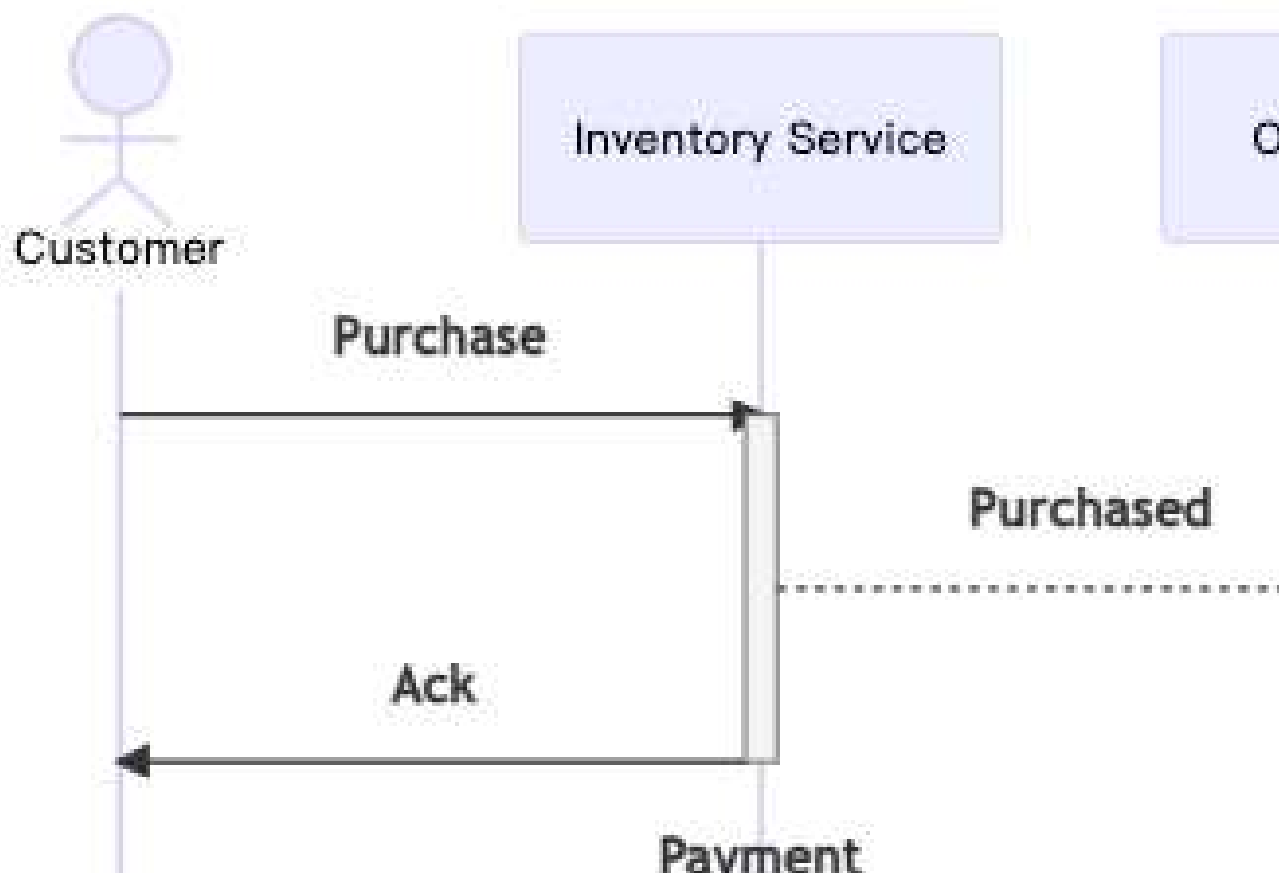 Customer
Inventory Service
Purchase
Purchased
Ack
Payment